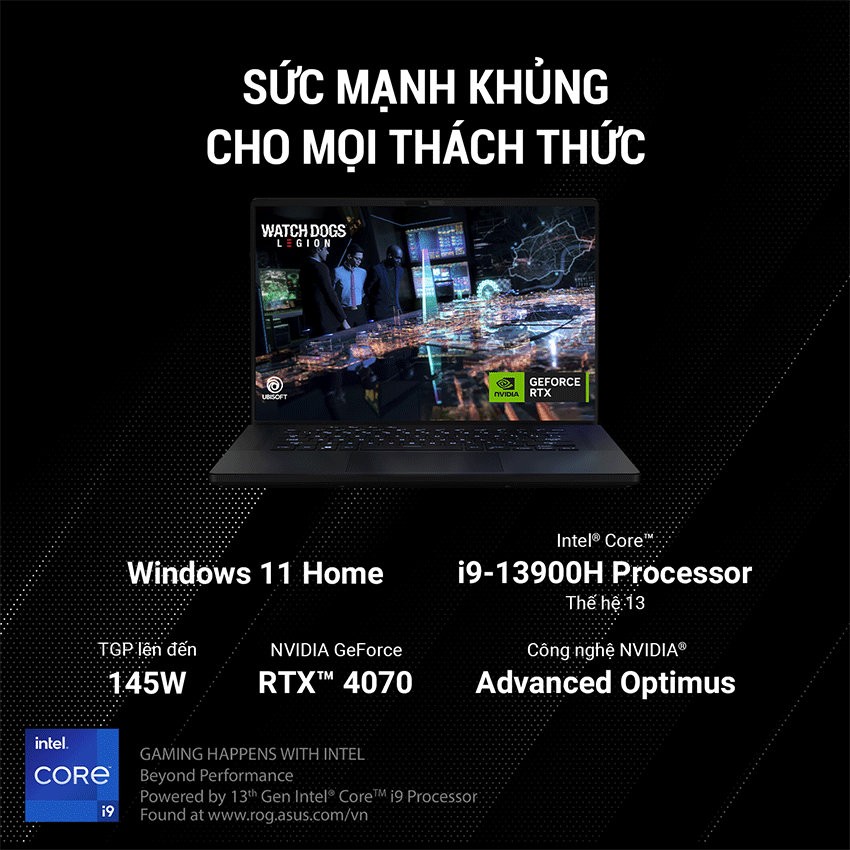 SỨC MẠNH KHỦNG
CHO MỌI THÁCH THỨC
WATCH DOGS
LEGION
UBISOFT
NVIDIA
GEFORCE
RTX
Windows 11 Home
Intel® Core™
i9-13900H Processor
Thế hệ 13
TGP lên đến
145W
NVIDIA GeForce
RTX™ 4070
Công nghệ NVIDIA®
Advanced Optimus
intel.
CORE
i9
GAMING HAPPENS WITH INTEL
Beyond Performance
Powered by 13th Gen Intel® Core™ i9 Processor
Found at www.rog.asus.com/vn